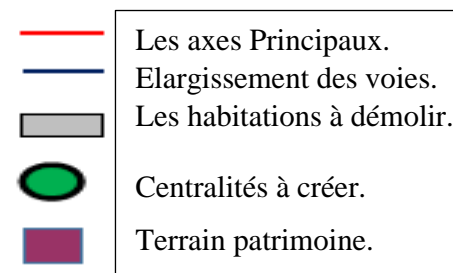 Les axes Principaux.
Elargissement des voies.
Les habitations à démolir.
Centralités à créer.
Terrain patrimoine.